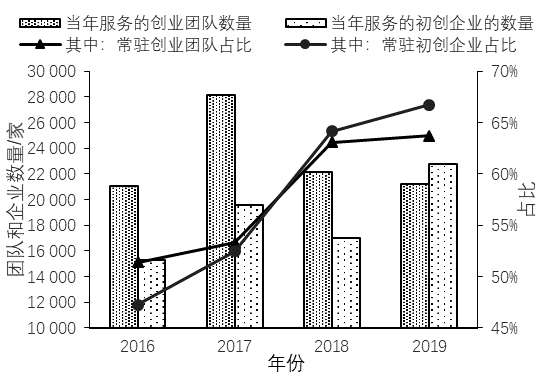 当年服务的创业团队数量 当年服务的初创企业的数量
其中：常驻创业团队占比 其中：常驻初创企业占比
30 000 70%
28 000
26 000 65%
24 000
22 000 60%
20 000
18 000 55%
16 000
14 000 50%
12 000
10 000 45%
团队和企业数量/家
占比
2016 2017 2018 2019
年份